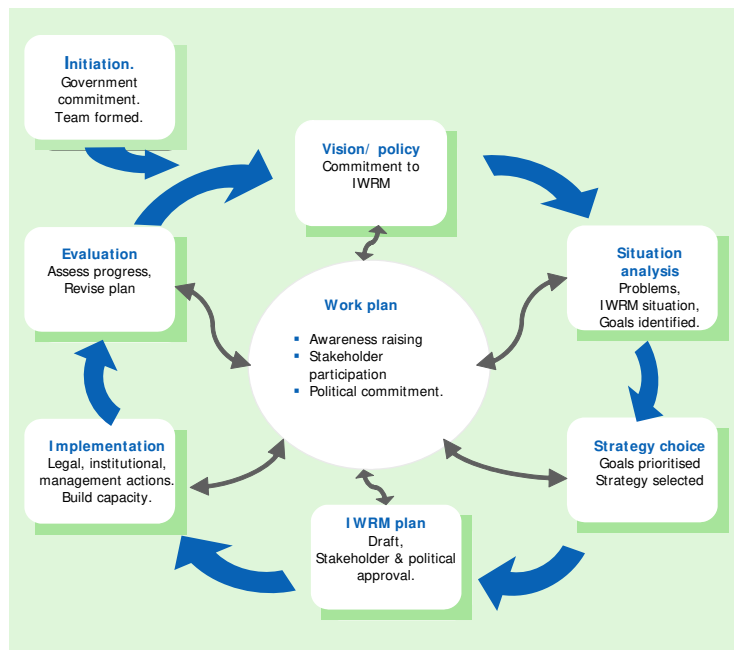 Initiation.
Government
commitment.
Team formed.
Vision/ policy
Commitment to
IWRM
Situation
analysis
Problems,
IWRM situation,
Goals identified.
Strategy choice
Goals prioritised
Strategy selected
IWRM plan
Draft,
Stakeholder & political
approval.
Implementation
Legal, institutional,
management actions.
Build capacity.
Evaluation
Assess progress,
Revise plan
Work plan
▪ Awareness raising
▪ Stakeholder
participation
▪ Political commitment.